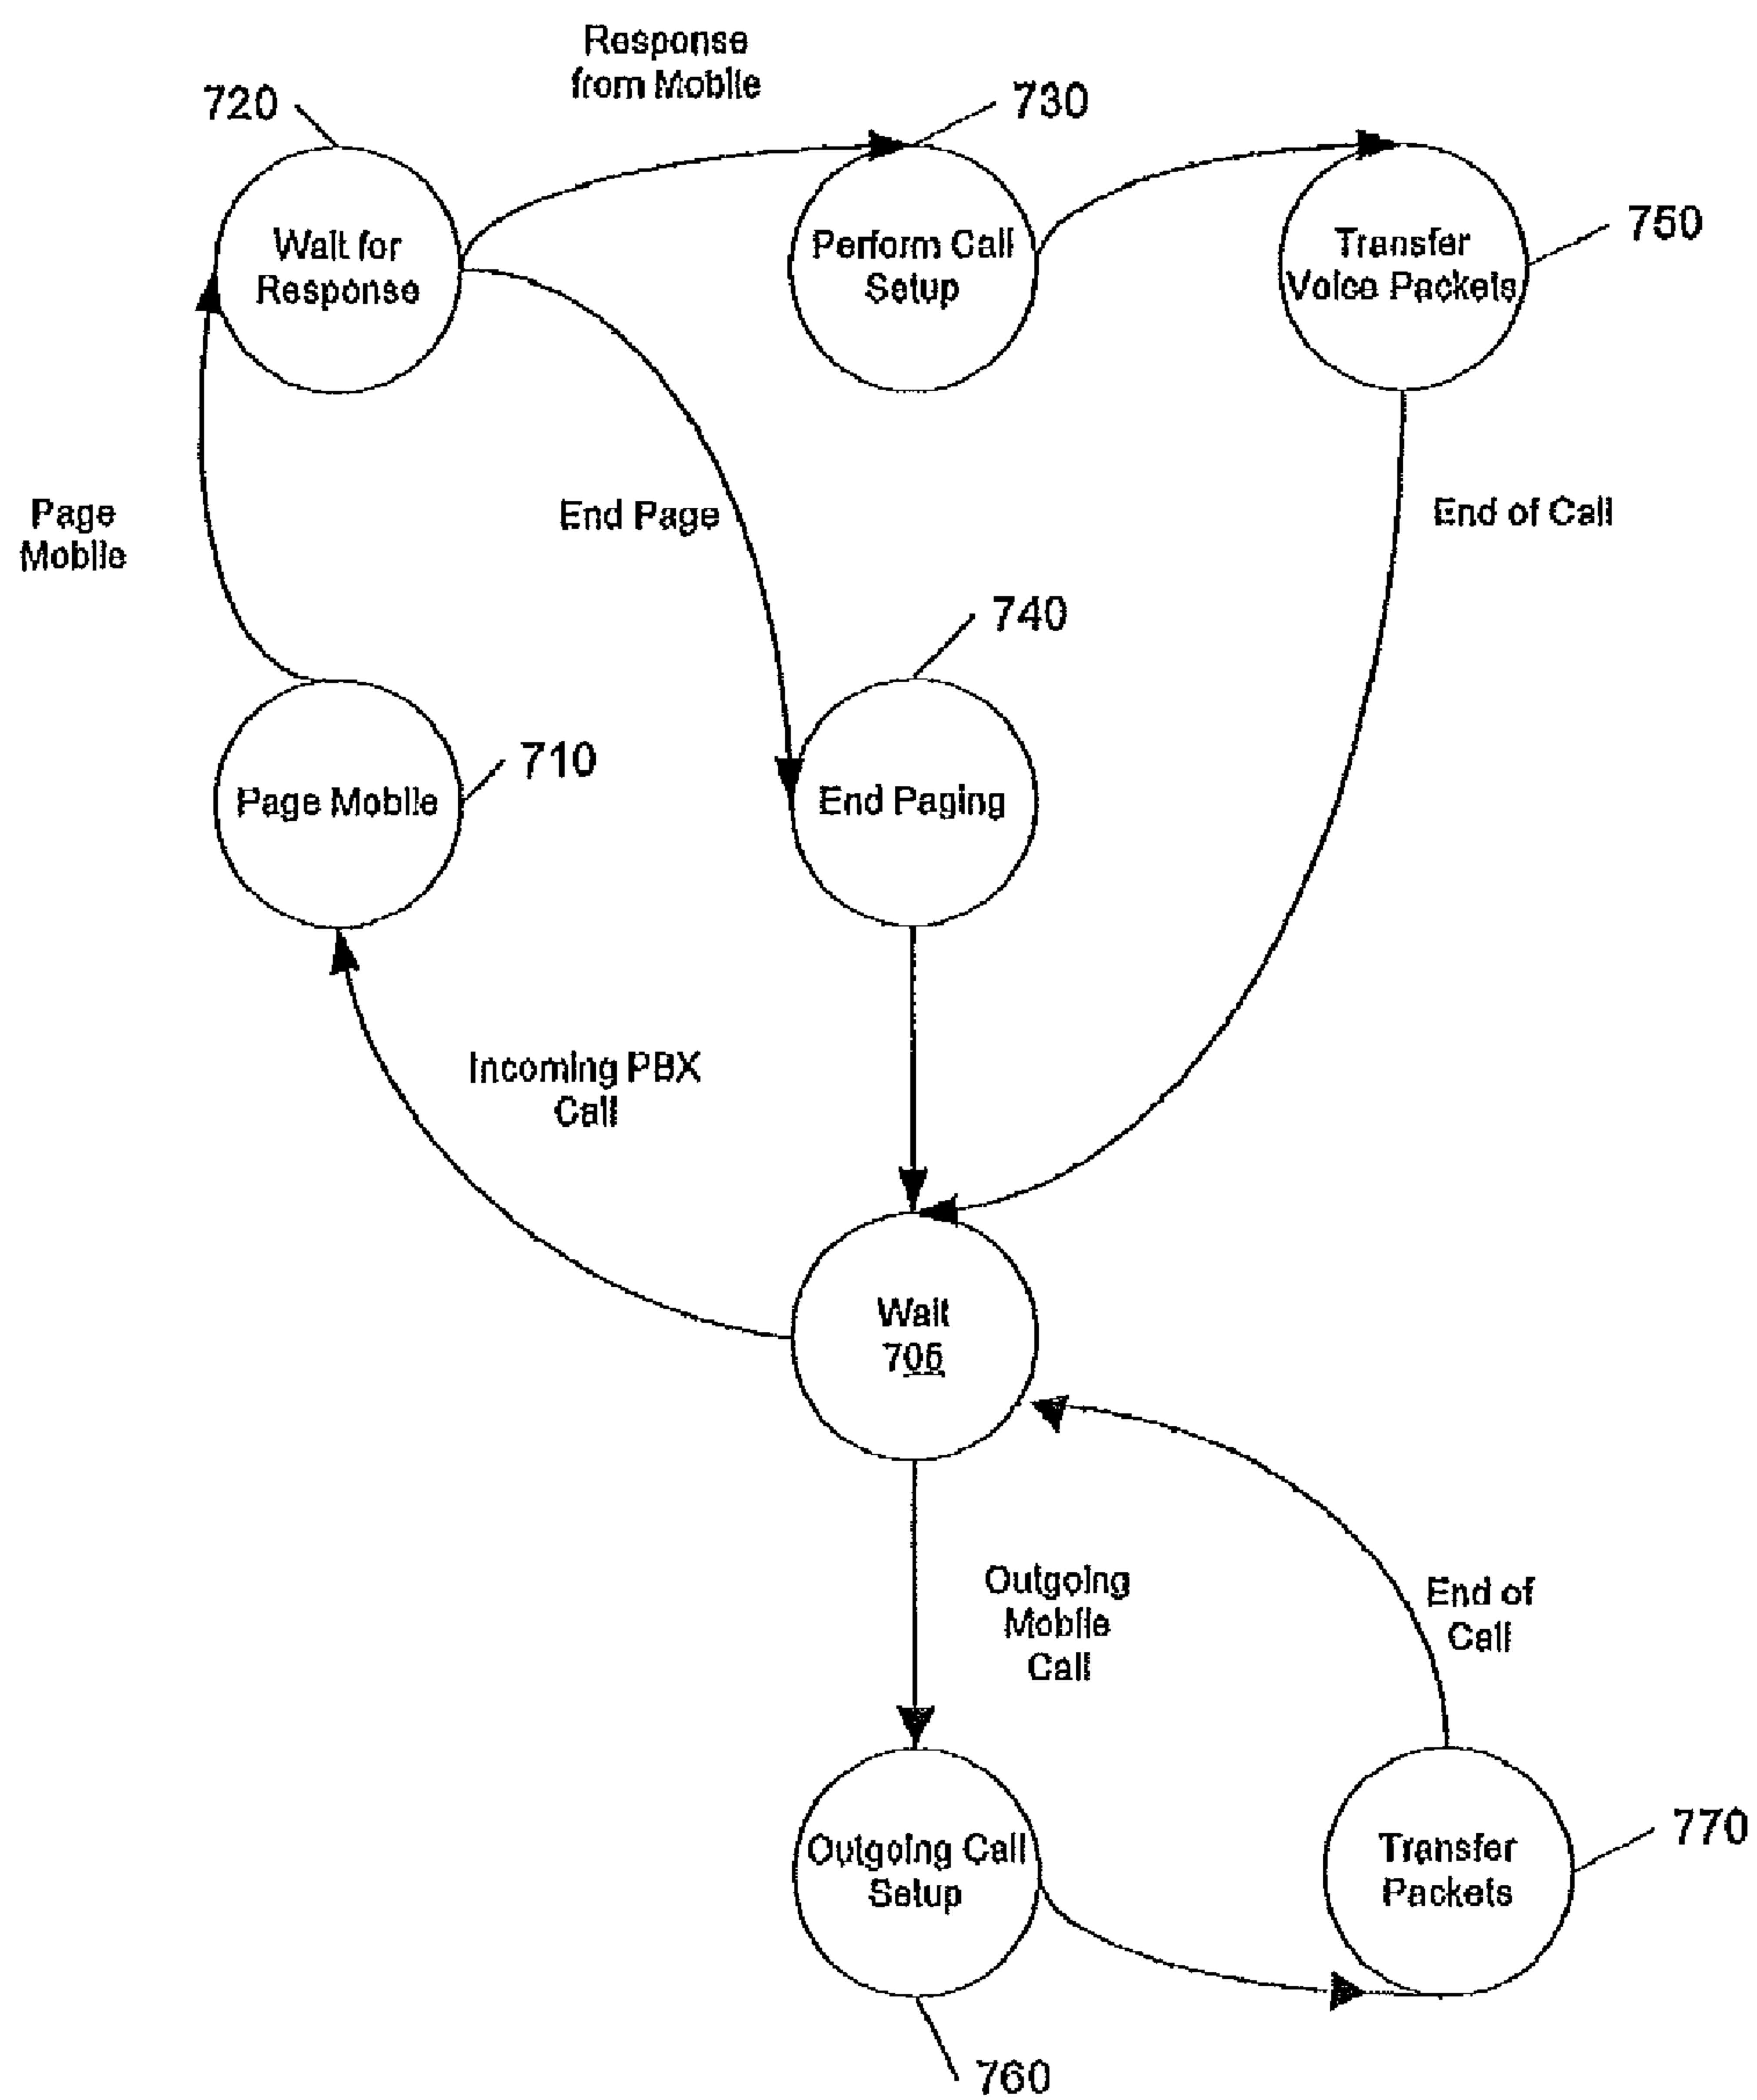 Response
from Mobile
720
730
Wait for
Response
Perform Call
Setup
Transfer
Voice Packets
750
Page
Mobile
End Page
End of Call
740
710
Page Mobile
End Paging
Incoming PBX
Call
Wait
705
Outgoing
Mobile
Call
End of
Call
Outgoing Call
Setup
Transfer
Packets
770
760